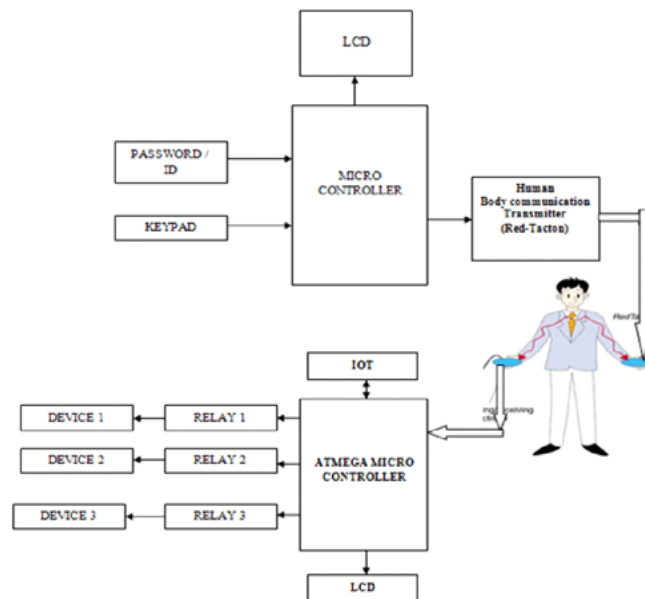 LCD
PASSWORD /
ID
KEYPAD
MICRO
CONTROLLER
Human
Body communication
Transmitter
(Red-Tacton)
RedTa
IOT
DEVICE 1
RELAY 1
DEVICE 2
RELAY 2
DEVICE 3
RELAY 3
ATMEGA MICRO
CONTROLLER
LCD